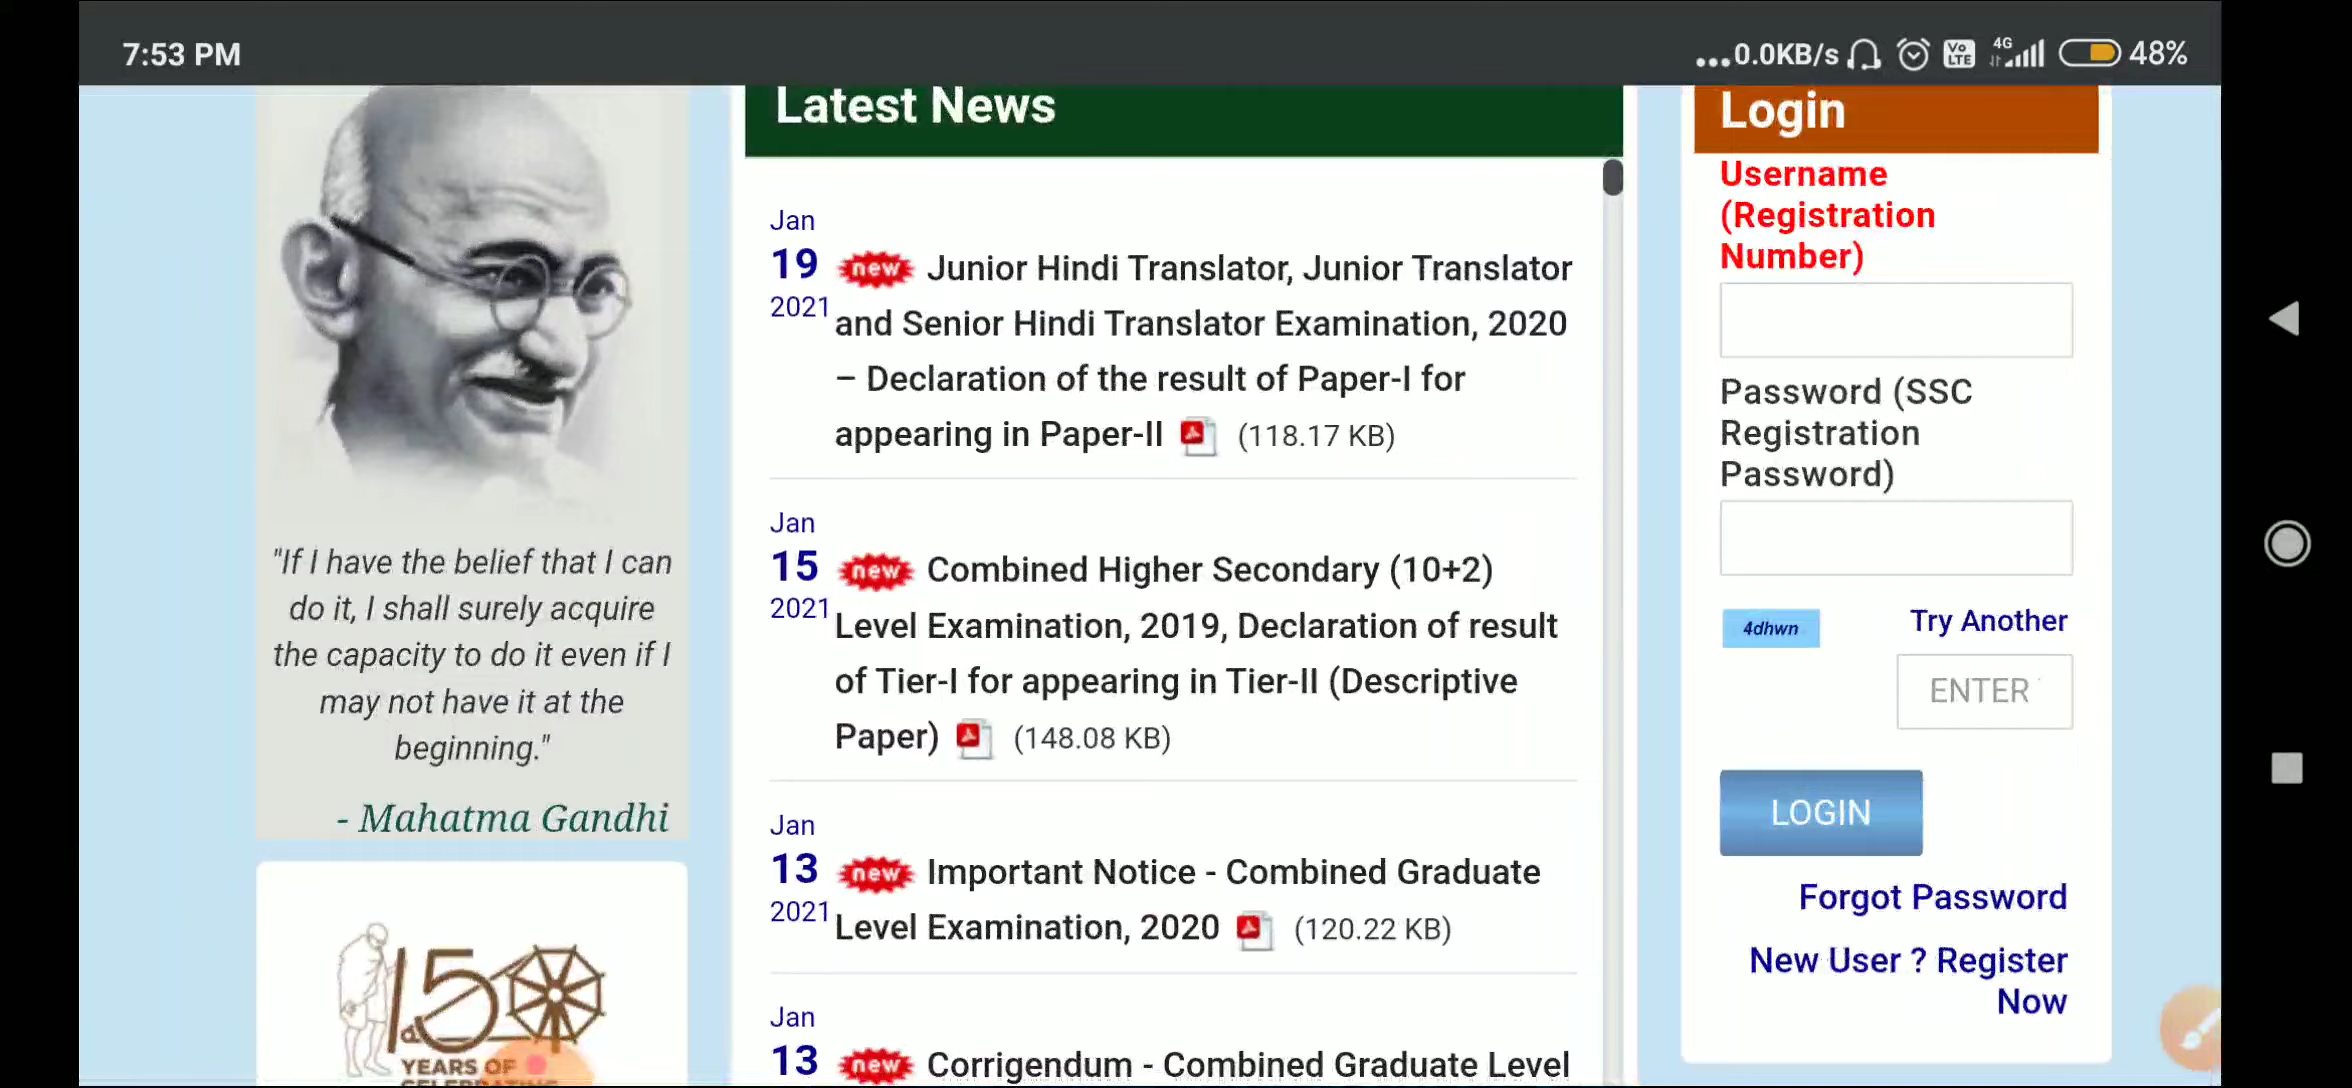 7:53 PM
...0.0KB/s
Vo LTE
4G
48%
"If I have the belief that I can
do it, I shall surely acquire
the capacity to do it even if I
may not have it at the
beginning."
- Mahatma Gandhi
150
YEARS OF
Latest News
Jan
19 new Junior Hindi Translator, Junior Translator
2021 and Senior Hindi Translator Examination, 2020
– Declaration of the result of Paper-I for
appearing in Paper-II (118.17 KB)
Jan
15 new Combined Higher Secondary (10+2)
2021 Level Examination, 2019, Declaration of result
of Tier-I for appearing in Tier-II (Descriptive
Paper) (148.08 KB)
Jan
13 new Important Notice - Combined Graduate
2021 Level Examination, 2020 (120.22 KB)
Jan
13 new Corrigendum - Combined Graduate Level
Login
Username
(Registration
Number)
Password (SSC
Registration
Password)
4dhwn
Try Another
ENTER
LOGIN
Forgot Password
New User ? Register
Now